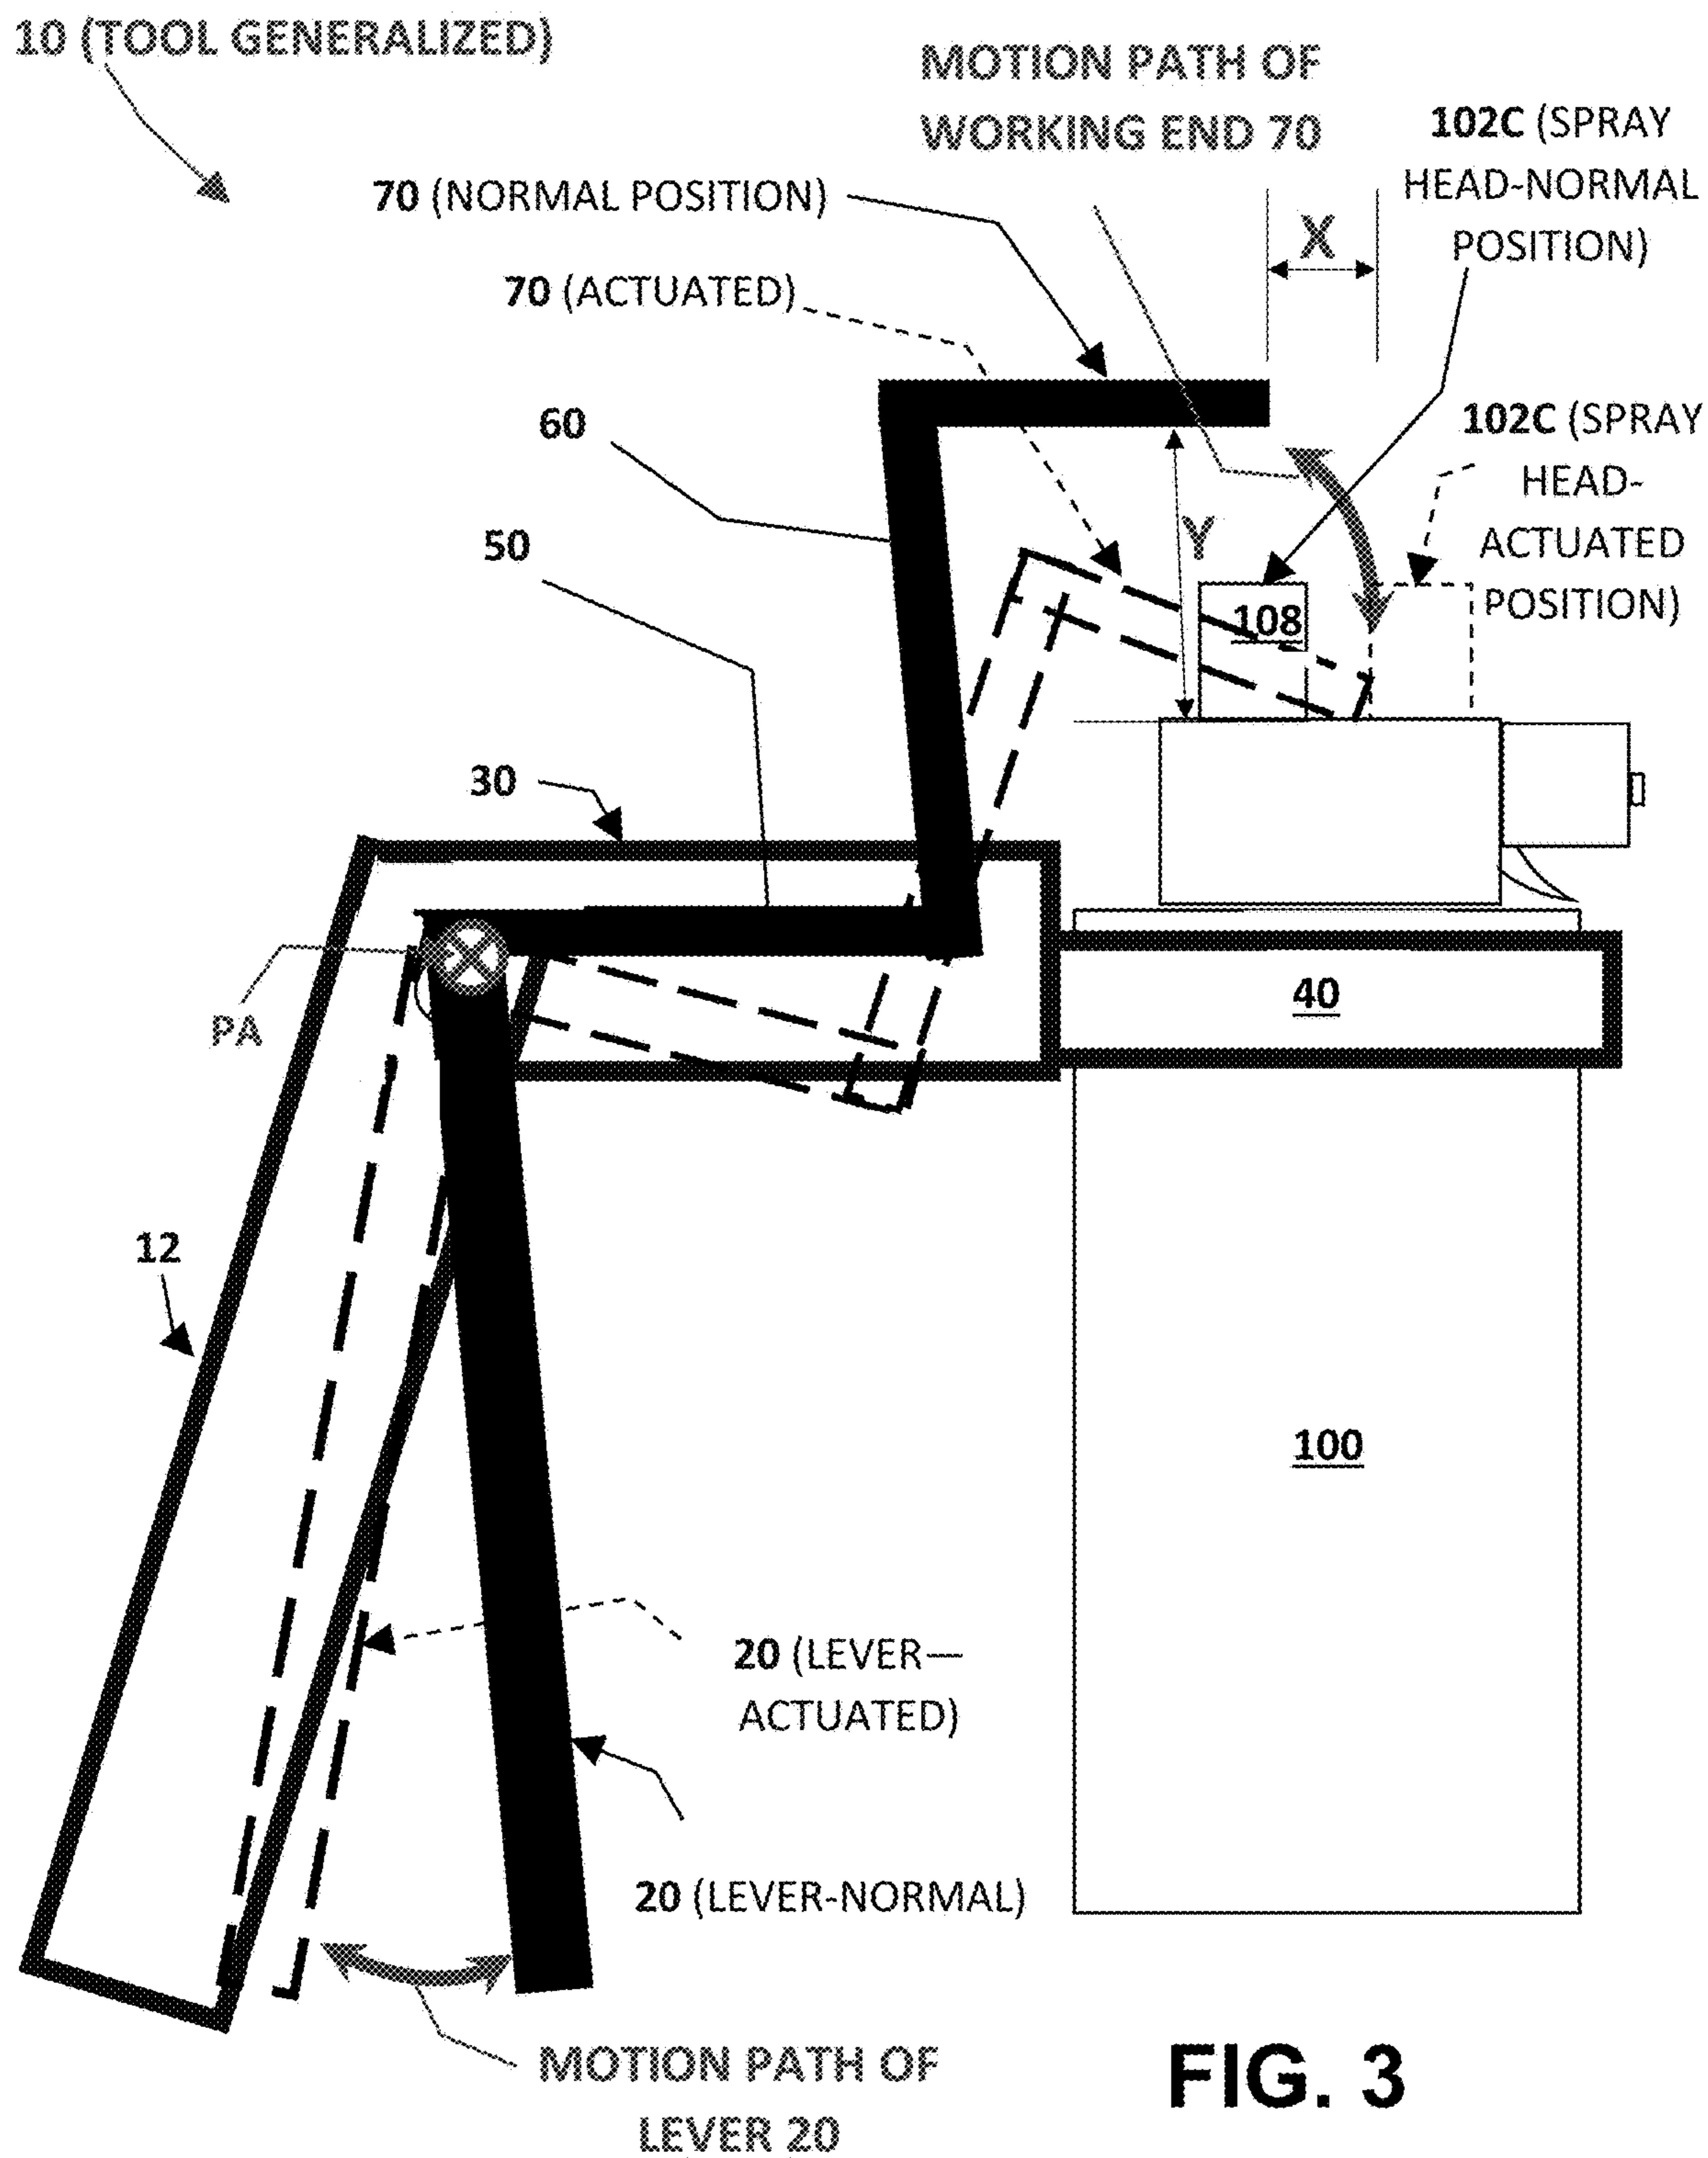 10 (TOOL GENERALIZED)
MOTION PATH OF
WORKING END 70
102C (SPRAY
HEAD-NORMAL
POSITION)
70 (NORMAL POSITION)
X
70 (ACTUATED)
60
102C (SPRAY
HEAD-
ACTUATED
POSITION)
50
Y
108
30
40
PA
12
100
20 (LEVER—
ACTUATED)
20 (LEVER-NORMAL)
MOTION PATH OF
LEVER 20
FIG. 3